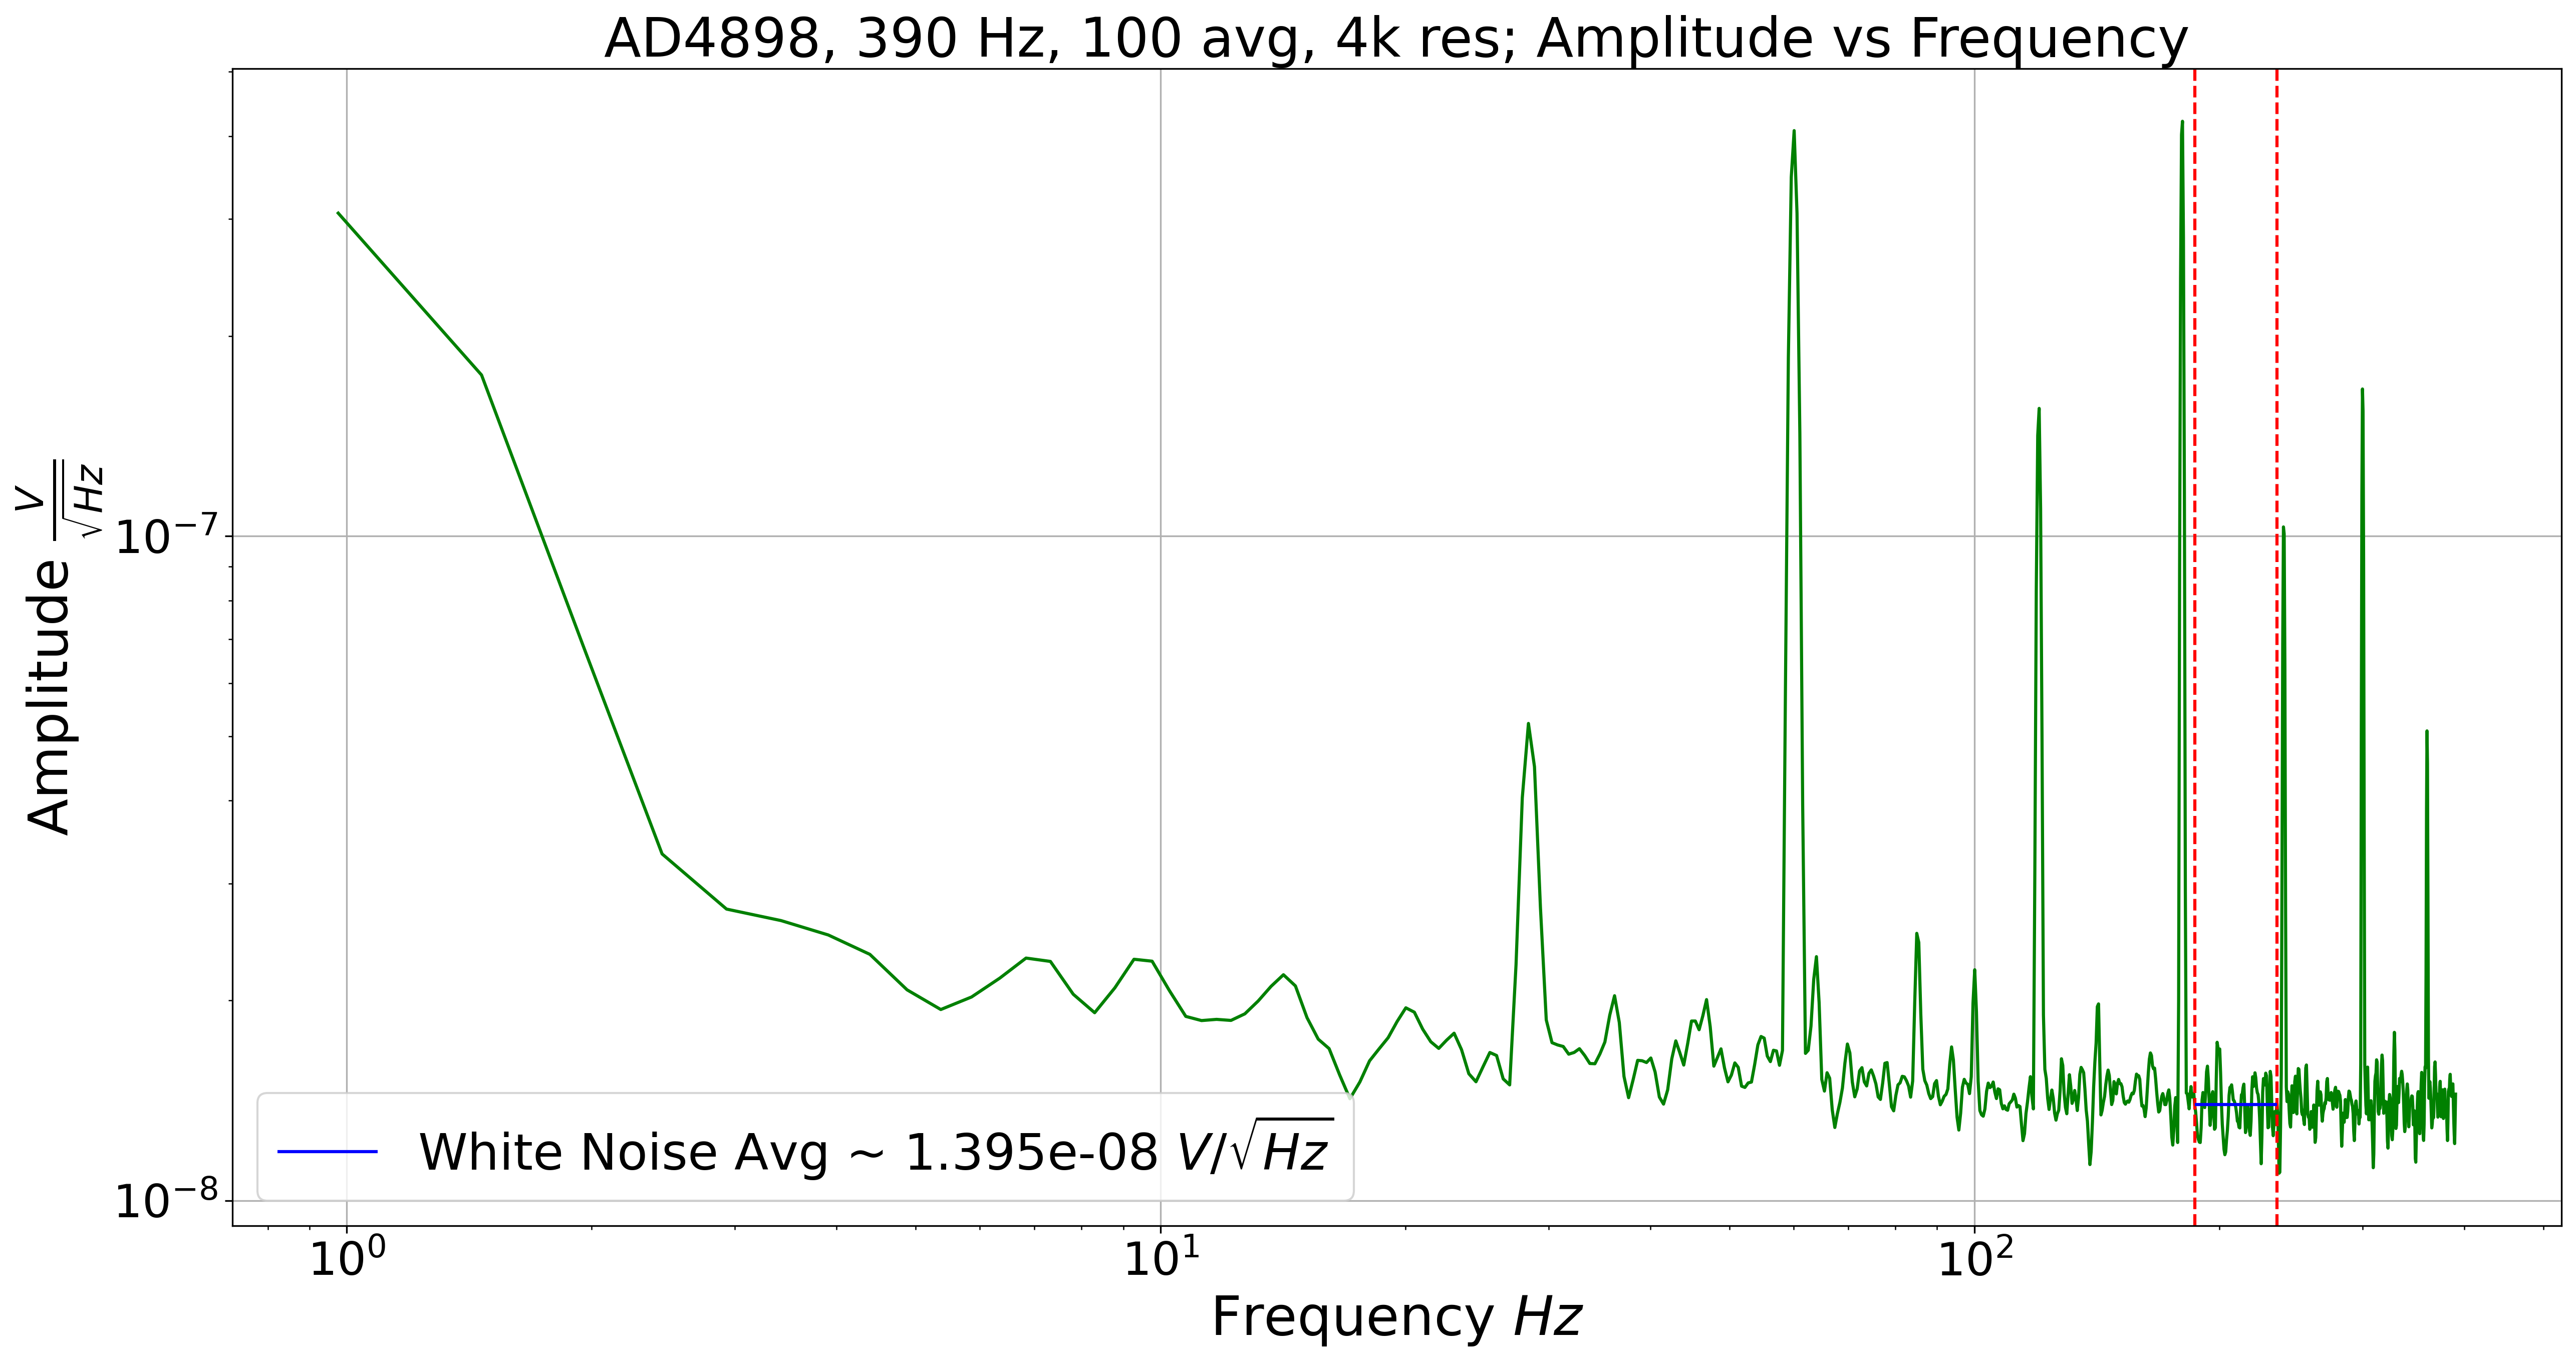 AD4898, 390 Hz, 100 avg, 4k res; Amplitude vs Frequency
Amplitude V/√Hz
10⁻⁷
10⁻⁸
White Noise Avg ~ 1.395e-08 V/√Hz
10⁰ 10¹ 10²
Frequency Hz